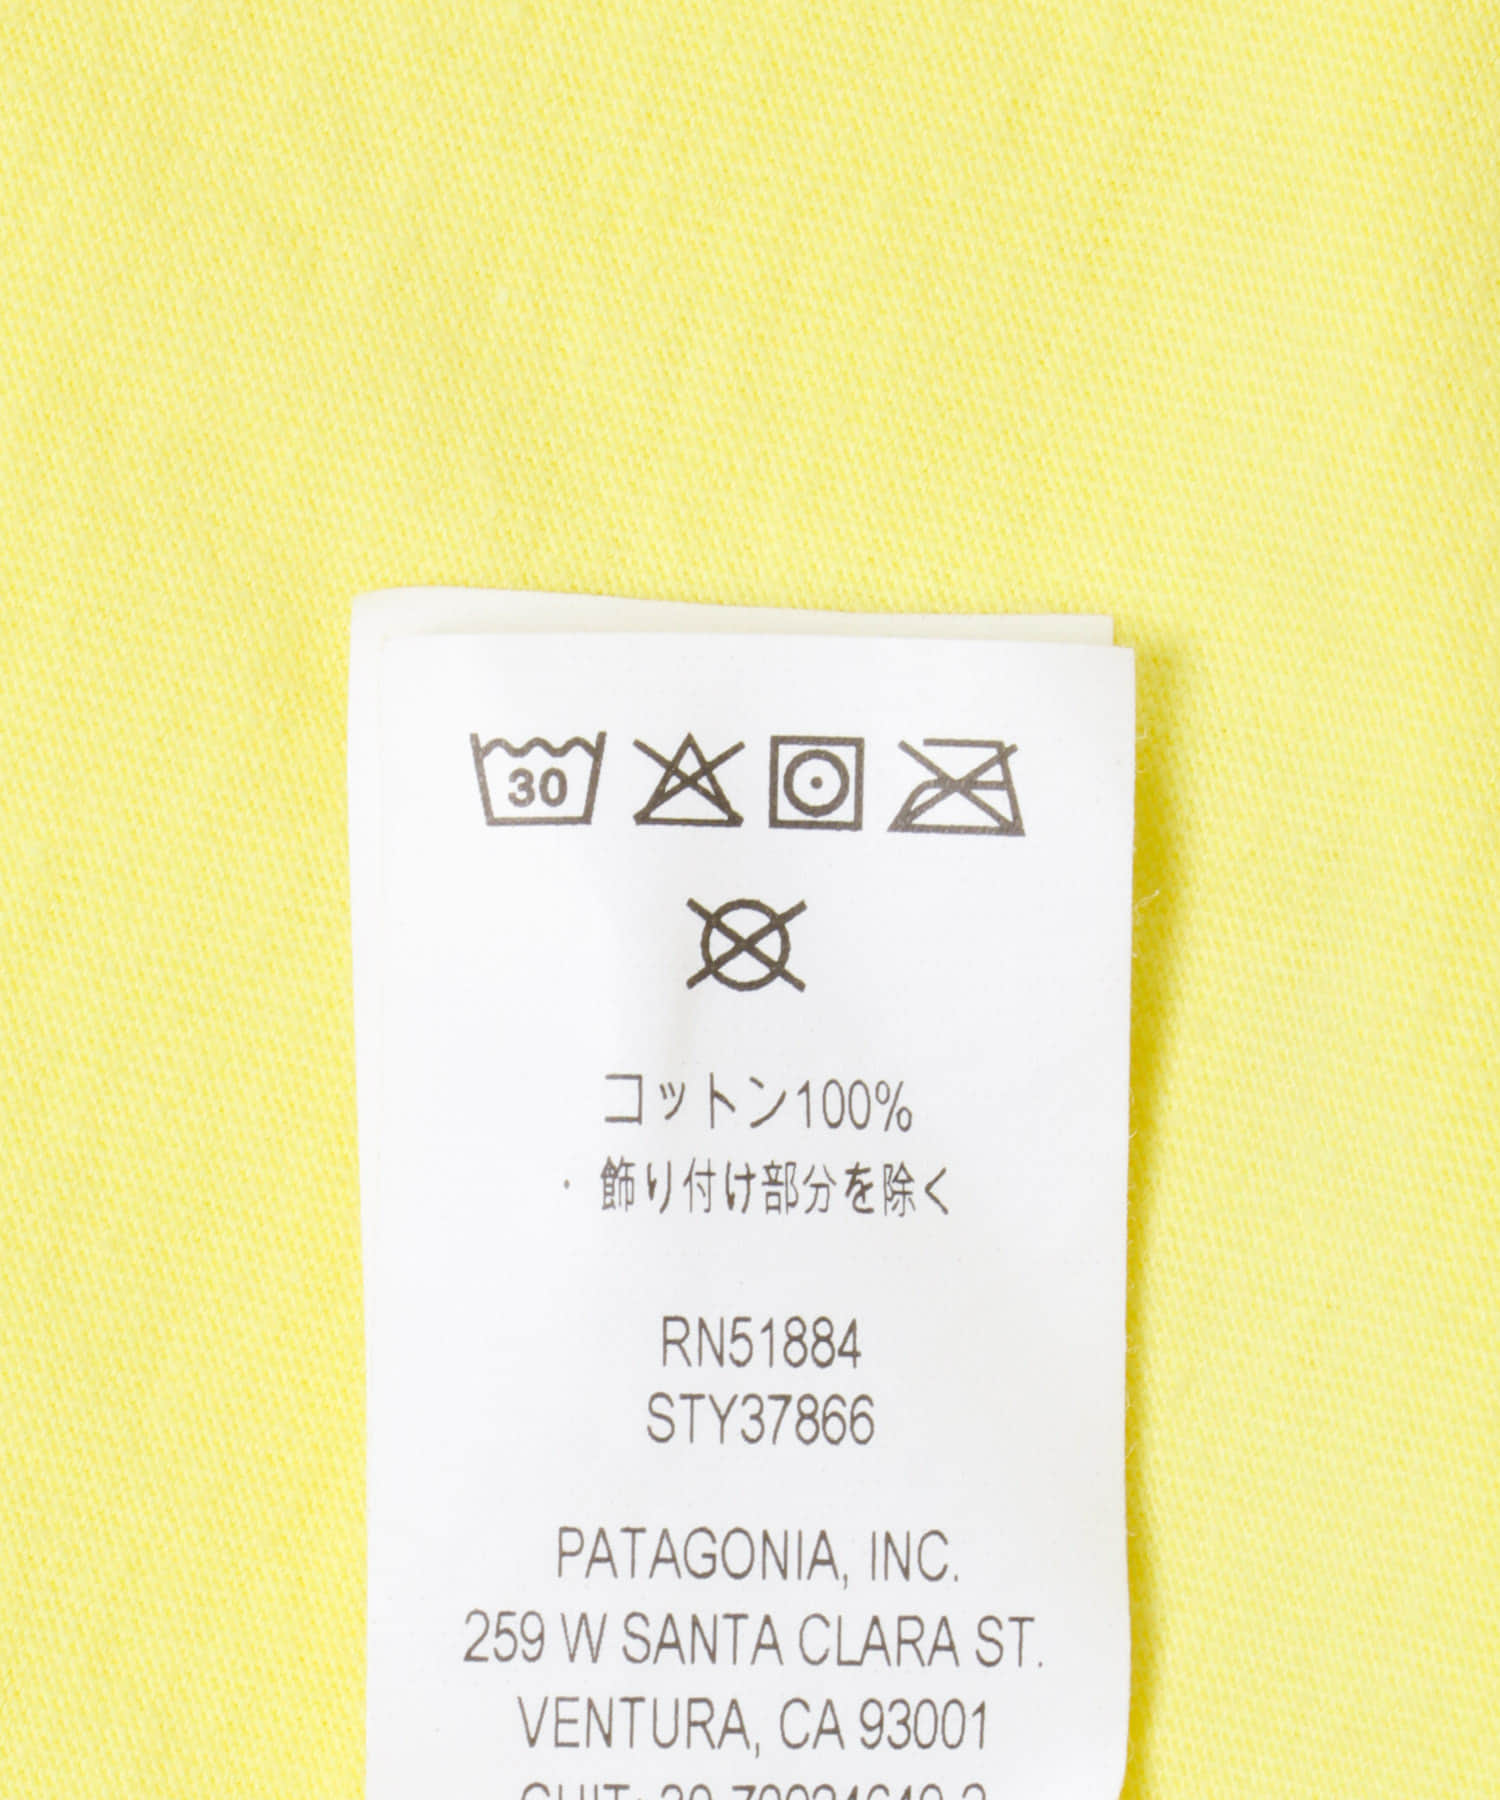 30
コットン100%
・飾り付け部分を除く
RN51884
STY37866
PATAGONIA, INC.
259 W SANTA CLARA ST.
VENTURA, CA 93001